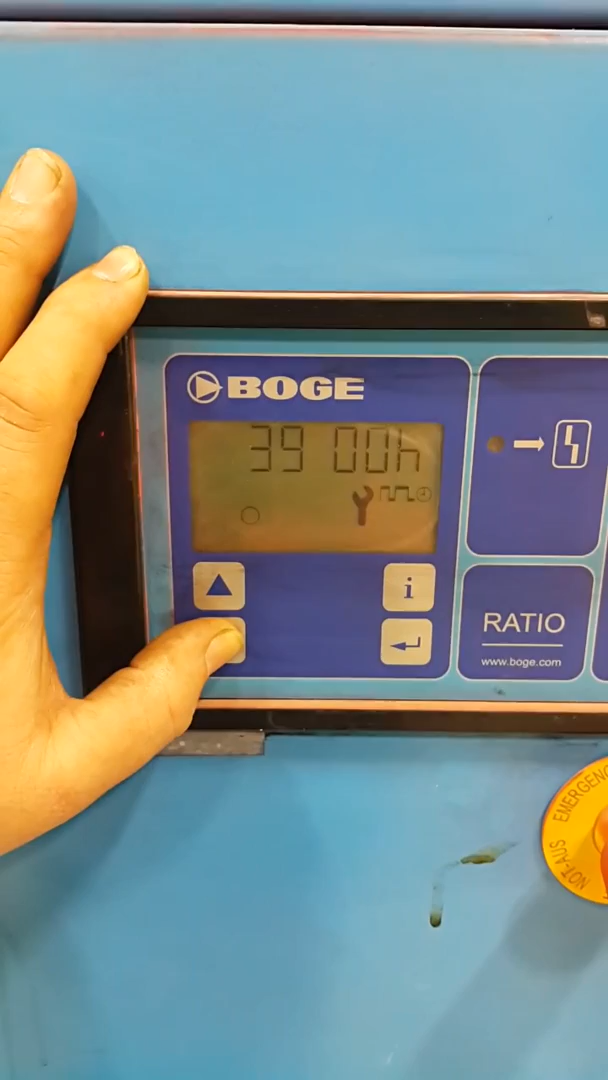 BOGE
39 00h
i
RATIO
www.boge.com
EMERGENC
NOT-AUS